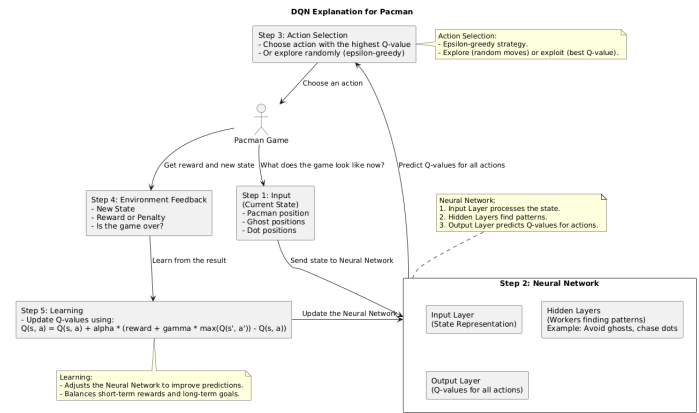 DQN Explanation for Pacman
Step 3: Action Selection
- Choose action with the highest Q-value
- Or explore randomly (epsilon-greedy)
Action Selection:
- Epsilon-greedy strategy.
- Explore (random moves) or exploit (best Q-value).
Choose an action
Pacman Game
Get reward and new state
What does the game look like now?
Predict Q-values for all actions
Step 4: Environment Feedback
- New State
- Reward or Penalty
- Is the game over?
Step 1: Input
(Current State)
- Pacman position
- Ghost positions
- Dot positions
Neural Network:
1. Input Layer processes the state.
2. Hidden Layers find patterns.
3. Output Layer predicts Q-values for actions.
Learn from the result
Send state to Neural Network
Step 2: Neural Network
Step 5: Learning
- Update Q-values using:
Q(s, a) = Q(s, a) + alpha * (reward + gamma * max(Q(s', a')) - Q(s, a))
Update the Neural Network
Input Layer
(State Representation)
Hidden Layers
(Workers finding patterns)
Example: Avoid ghosts, chase dots
Output Layer
(Q-values for all actions)
Learning:
- Adjusts the Neural Network to improve predictions.
- Balances short-term rewards and long-term goals.